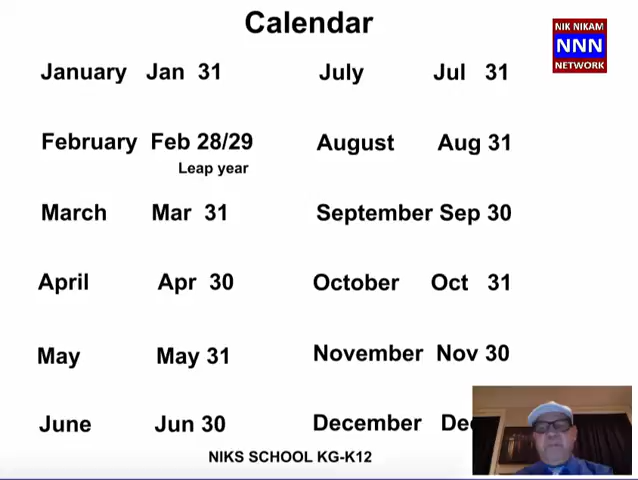 Calendar
NIK NIKAM
NNN
NETWORK
January Jan 31
July Jul 31
February Feb 28/29
Leap year
August Aug 31
March Mar 31
September Sep 30
April Apr 30
October Oct 31
May May 31
November Nov 30
June Jun 30
December
NIKS SCHOOL KG-K12